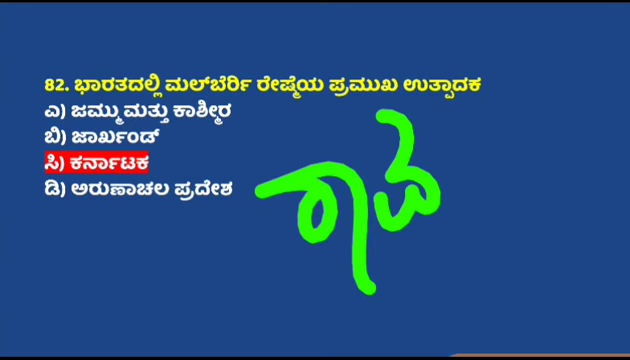 82. ಭಾರತದಲ್ಲಿ ಮಲ್‌ಬೆರ್ರಿ ರೇಷ್ಮೆಯ ಪ್ರಮುಖ ಉತ್ಪಾದಕ
ಎ) ಜಮ್ಮು ಮತ್ತು ಕಾಶ್ಮೀರ
ಬಿ) ಜಾರ್ಖಂಡ್
ಸಿ) ಕರ್ನಾಟಕ
ಡಿ) ಅರುಣಾಚಲ ಪ್ರದೇಶ